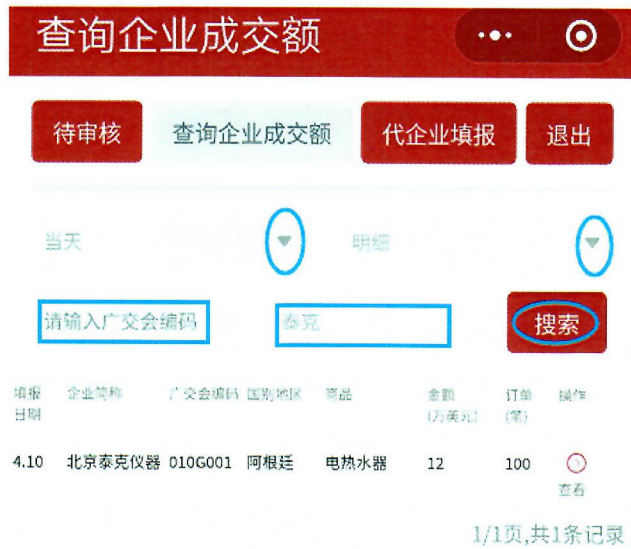 查询企业成交额
待审核 查询企业成交额 代企业填报 退出
当天 明细
请输入广交会编码 泰克 搜索
填报日期 企业简称 广交会编码 国别地区 商品 金额(万美元) 订单(笔) 操作
4.10 北京泰克仪器 010G001 阿根廷 电热水器 12 100 查看
1/1页,共1条记录